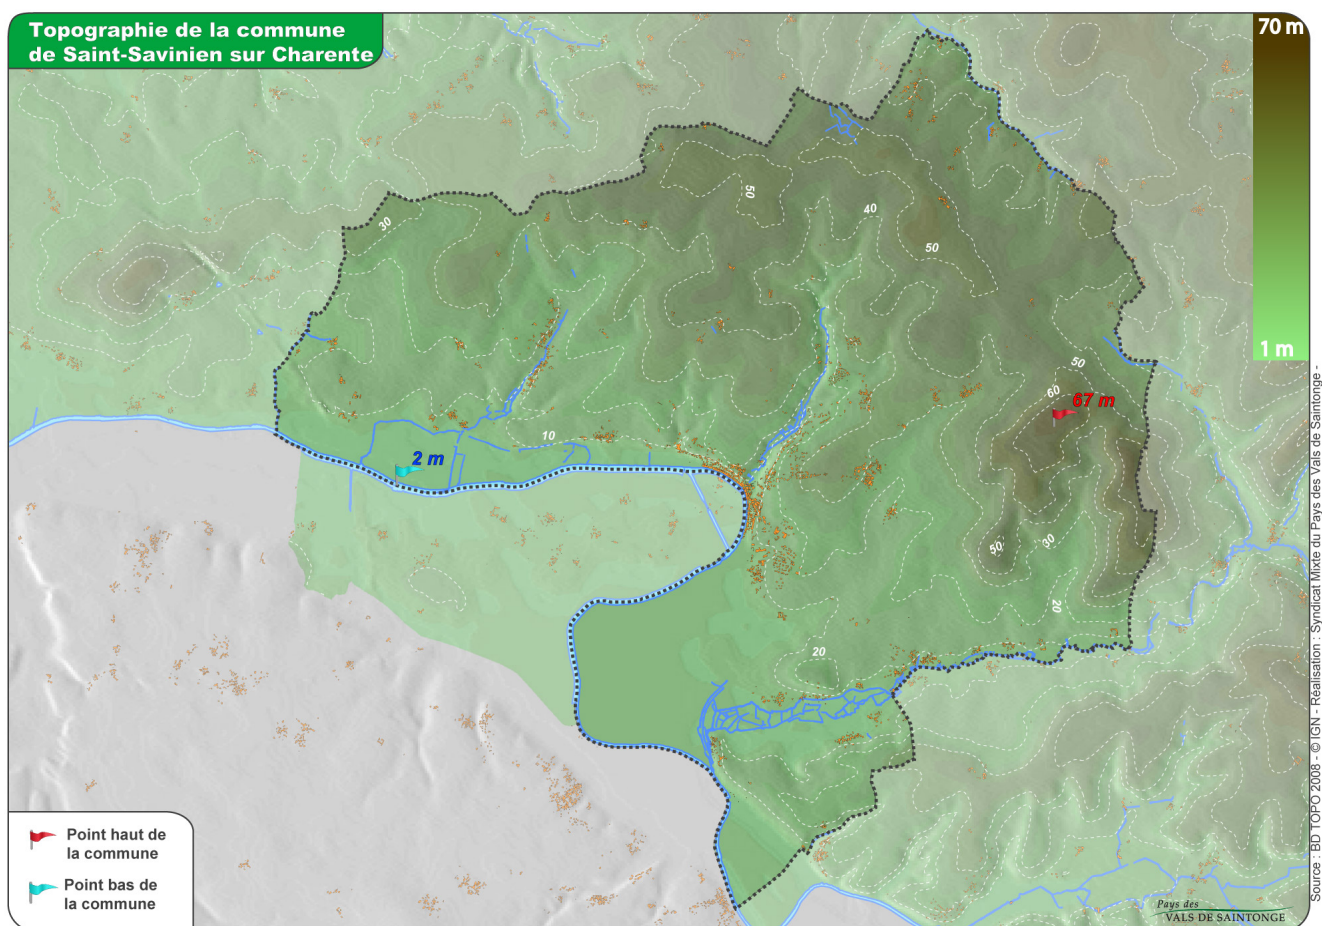 Topographie de la commune
de Saint-Savinien sur Charente
70 m
1 m
30
50
40
50
50
60
67 m
10
2 m
50
30
20
20
Point haut de
la commune
Point bas de
la commune
Pays des
VALS DE SAINTONGE
Source : BD TOPO 2008 - © IGN - Réalisation : Syndicat Mixte du Pays des Vals de Saintonge -